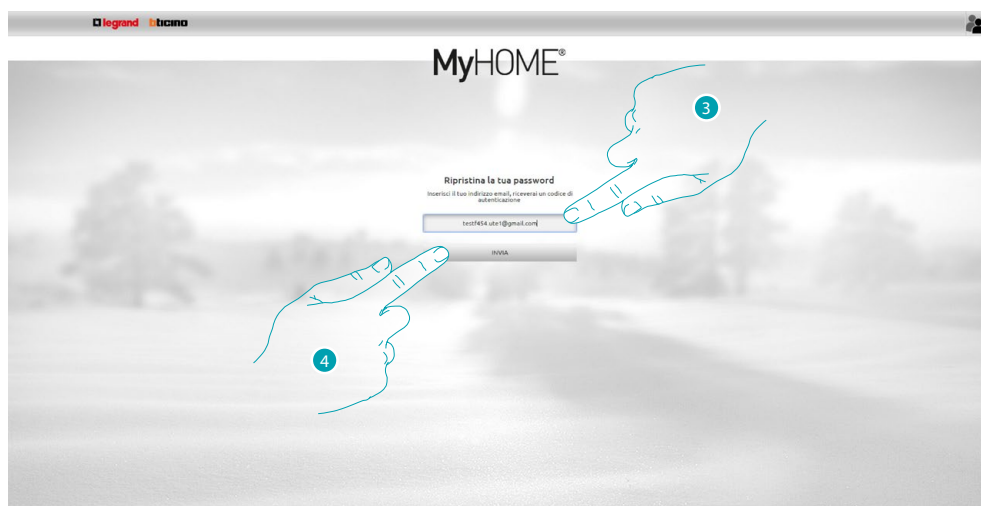 legrand bticino
MyHOME®
3
Ripristina la tua password
Inserisci il tuo indirizzo email, riceverai un codice di
autenticazione
testf454.ute1@gmail.com
INVIA
4